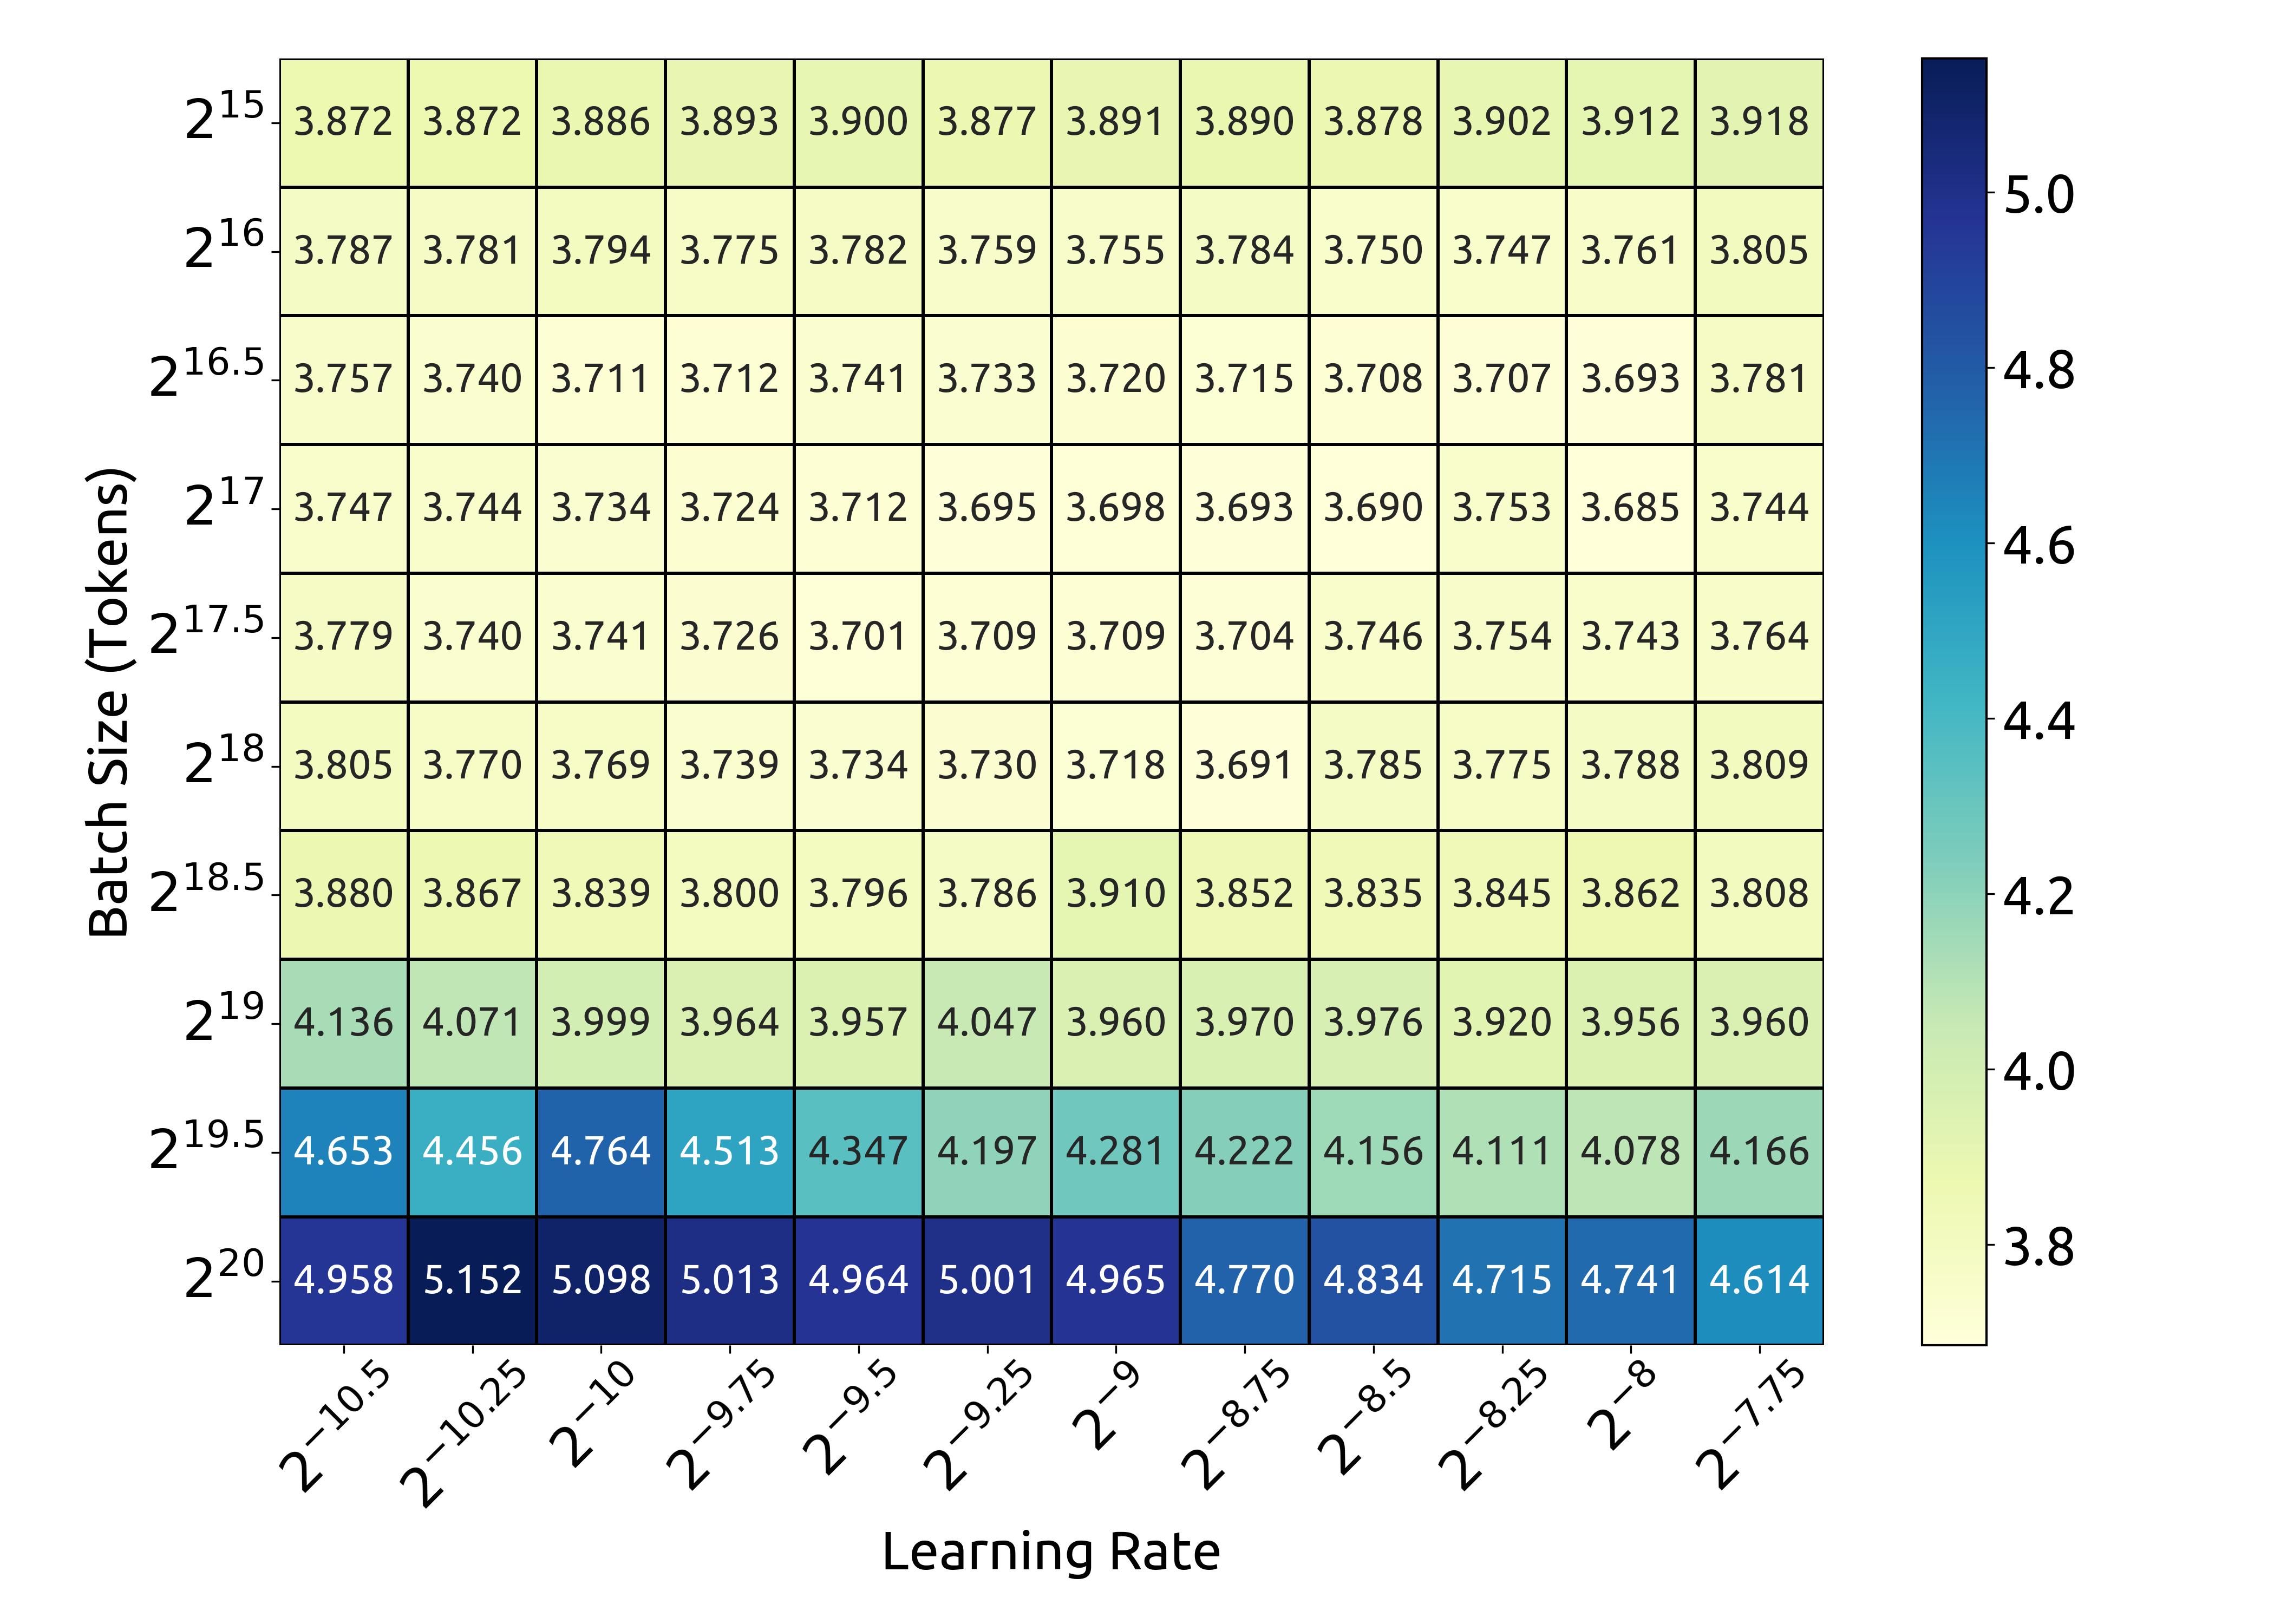 2^15 3.872 3.872 3.886 3.893 3.900 3.877 3.891 3.890 3.878 3.902 3.912 3.918
2^16 3.787 3.781 3.794 3.775 3.782 3.759 3.755 3.784 3.750 3.747 3.761 3.805
2^16.5 3.757 3.740 3.711 3.712 3.741 3.733 3.720 3.715 3.708 3.707 3.693 3.781
2^17 3.747 3.744 3.734 3.724 3.712 3.695 3.698 3.693 3.690 3.753 3.685 3.744
2^17.5 3.779 3.740 3.741 3.726 3.701 3.709 3.709 3.704 3.746 3.754 3.743 3.764
2^18 3.805 3.770 3.769 3.739 3.734 3.730 3.718 3.691 3.785 3.775 3.788 3.809
2^18.5 3.880 3.867 3.839 3.800 3.796 3.786 3.910 3.852 3.835 3.845 3.862 3.808
2^19 4.136 4.071 3.999 3.964 3.957 4.047 3.960 3.970 3.976 3.920 3.956 3.960
2^19.5 4.653 4.456 4.764 4.513 4.347 4.197 4.281 4.222 4.156 4.111 4.078 4.166
2^20 4.958 5.152 5.098 5.013 4.964 5.001 4.965 4.770 4.834 4.715 4.741 4.614
2^−10.5 2^−10.25 2^−10 2^−9.75 2^−9.5 2^−9.25 2^−9 2^−8.75 2^−8.5 2^−8.25 2^−8 2^−7.75
Learning Rate
Batch Size (Tokens)
5.0
4.8
4.6
4.4
4.2
4.0
3.8